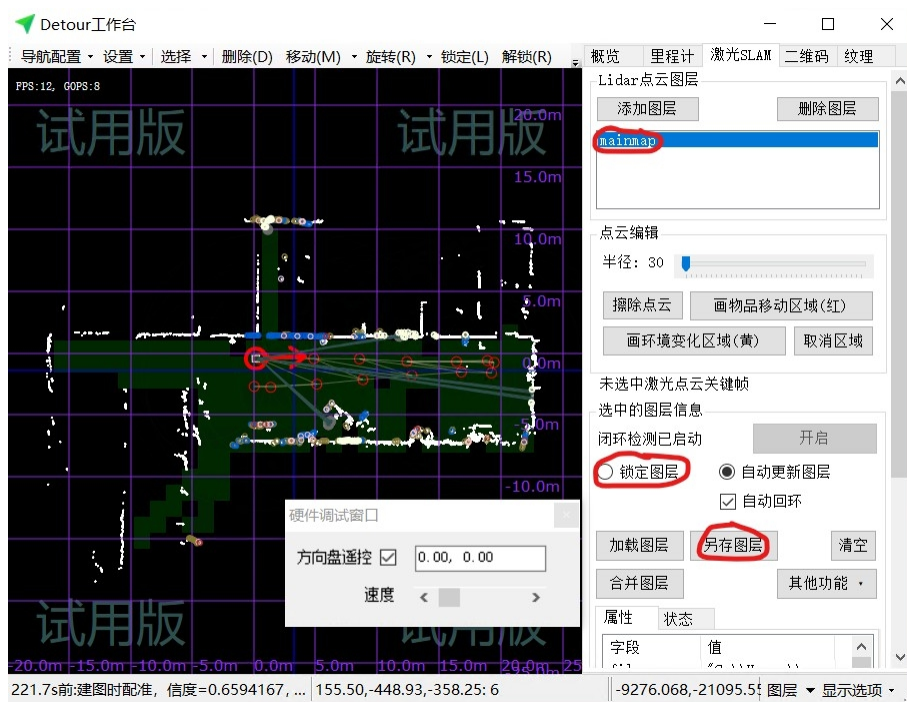 Detour工作台
导航配置 设置 选择 删除(D) 移动(M) 旋转(R) 锁定(L) 解锁(R)
FPS:12, GOPS:8
试用版 试用版
20.0m
15.0m
10.0m
5.0m
0.0m
-5.0m
-10.0m
试用版 试用版
-20.0m -15.0m -10.0m -5.0m 0.0m 5.0m 10.0m 15.0m 20.0m 25
硬件调试窗口
方向盘遥控 0.00, 0.00
速度
概览 里程计 激光SLAM 二维码 纹理
Lidar点云图层
添加图层 删除图层
mainmap
点云编辑
半径: 30
擦除点云 画物品移动区域(红)
画环境变化区域(黄) 取消区域
未选中激光点云关键帧
选中的图层信息
闭环检测已启动 开启
锁定图层 自动更新图层
自动回环
加载图层 另存图层 清空
合并图层 其他功能
属性 状态
字段 值
221.7s前:建图时配准, 信度=0.6594167, ... 155.50,-448.93,-358.25: 6 -9276.068,-21095.55 图层 显示选项